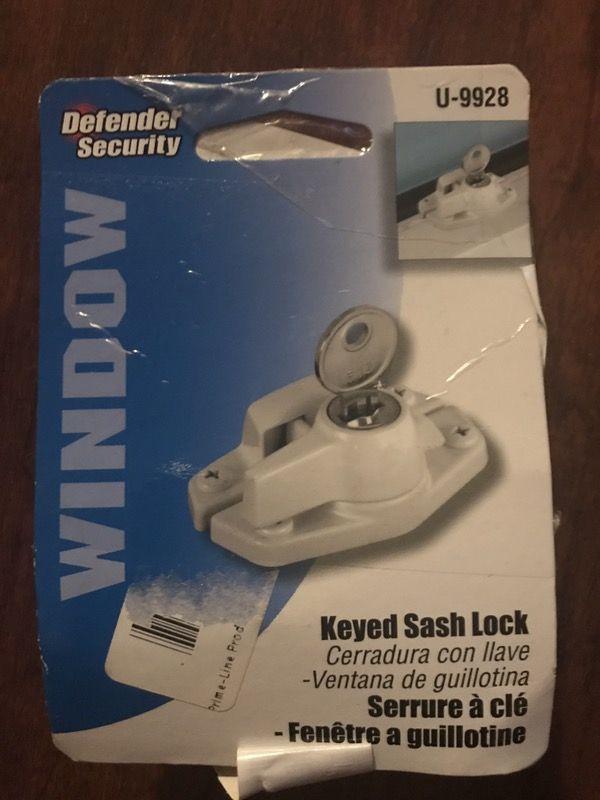 Defender
Security
U-9928
WINDOW
Prime-Line Prod
Keyed Sash Lock
Cerradura con llave
-Ventana de guillotina
Serrure à clé
- Fenêtre a guillotine